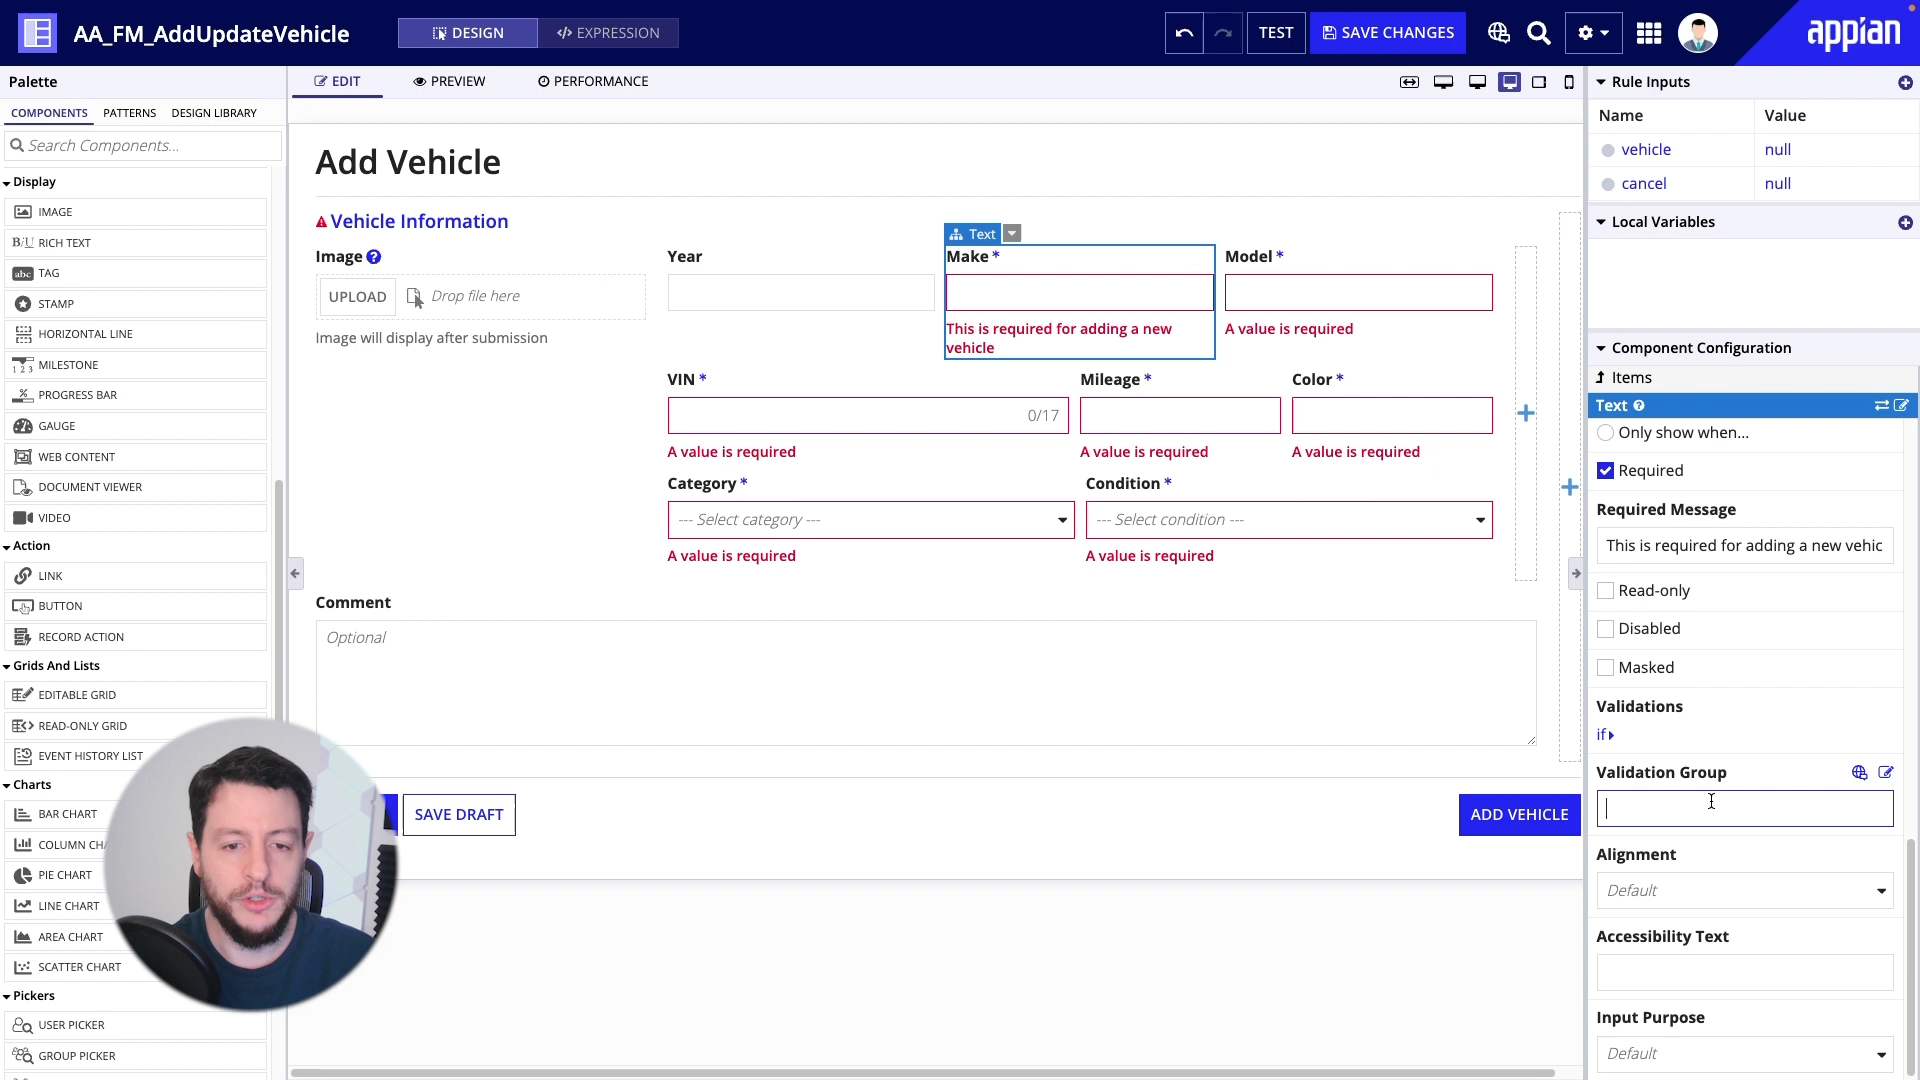 AA_FM_AddUpdateVehicle
DESIGN
</> EXPRESSION
TEST
SAVE CHANGES
appian
Palette
COMPONENTS
PATTERNS
DESIGN LIBRARY
Search Components...
Display
IMAGE
B/U RICH TEXT
abc TAG
STAMP
HORIZONTAL LINE
1 2 3 MILESTONE
PROGRESS BAR
GAUGE
WEB CONTENT
DOCUMENT VIEWER
VIDEO
Action
LINK
BUTTON
RECORD ACTION
Grids And Lists
EDITABLE GRID
READ-ONLY GRID
EVENT HISTORY LIST
Charts
BAR CHART
COLUMN CHA
PIE CHART
LINE CHART
AREA CHART
SCATTER CHART
Pickers
USER PICKER
GROUP PICKER
EDIT
PREVIEW
PERFORMANCE
Add Vehicle
Vehicle Information
Text
Image
Year
Make *
Model *
UPLOAD
Drop file here
Image will display after submission
This is required for adding a new
vehicle
A value is required
VIN *
Mileage *
Color *
0/17
A value is required
A value is required
A value is required
Category *
Condition *
--- Select category ---
--- Select condition ---
A value is required
A value is required
Comment
Optional
SAVE DRAFT
ADD VEHICLE
Rule Inputs
Name
Value
vehicle
null
cancel
null
Local Variables
Component Configuration
Items
Text
Only show when...
Required
Required Message
This is required for adding a new vehic
Read-only
Disabled
Masked
Validations
if
Validation Group
Alignment
Default
Accessibility Text
Input Purpose
Default